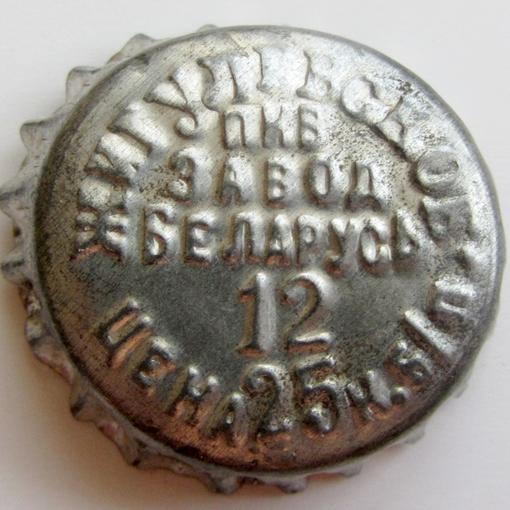 ЖИГУЛЕВСКОЕ
ПКБ
ЗАВОД
БЕЛАРУСЬ
12
ЦЕНА 25 К. Б/П